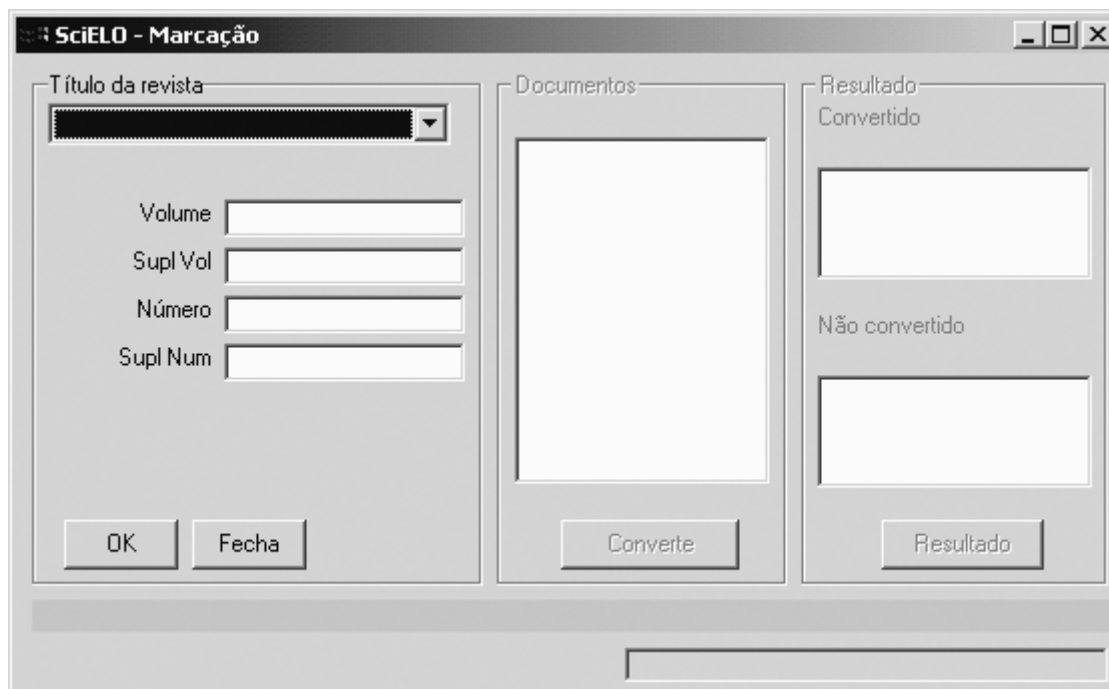 SciELO - Marcação
Título da revista
Volume
Supl Vol
Número
Supl Num
OK
Fecha
Documentos
Converte
Resultado
Convertido
Não convertido
Resultado